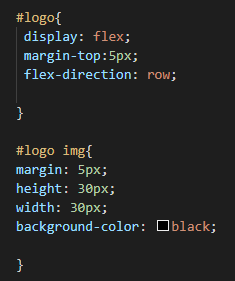 #logo{
display: flex;
margin-top:5px;
flex-direction: row;
}
#logo img{
margin: 5px;
height: 30px;
width: 30px;
background-color: black;
}